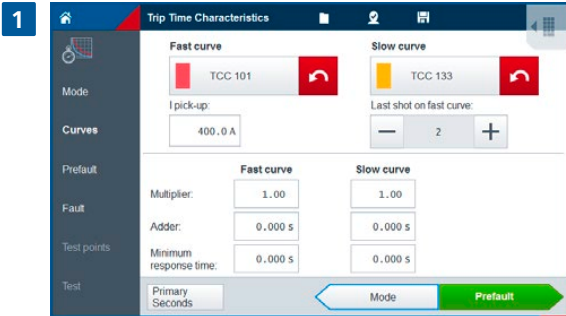 1
Trip Time Characteristics
Fast curve
Slow curve
TCC 101
TCC 133
Mode
I pick-up:
Last shot on fast curve:
Curves
400.0 A
2
Prefault
Fast curve
Slow curve
Multiplier:
1.00
1.00
Fault
Adder:
0.000 s
0.000 s
Test points
Minimum
response time:
0.000 s
0.000 s
Test
Primary
Seconds
Mode
Prefault